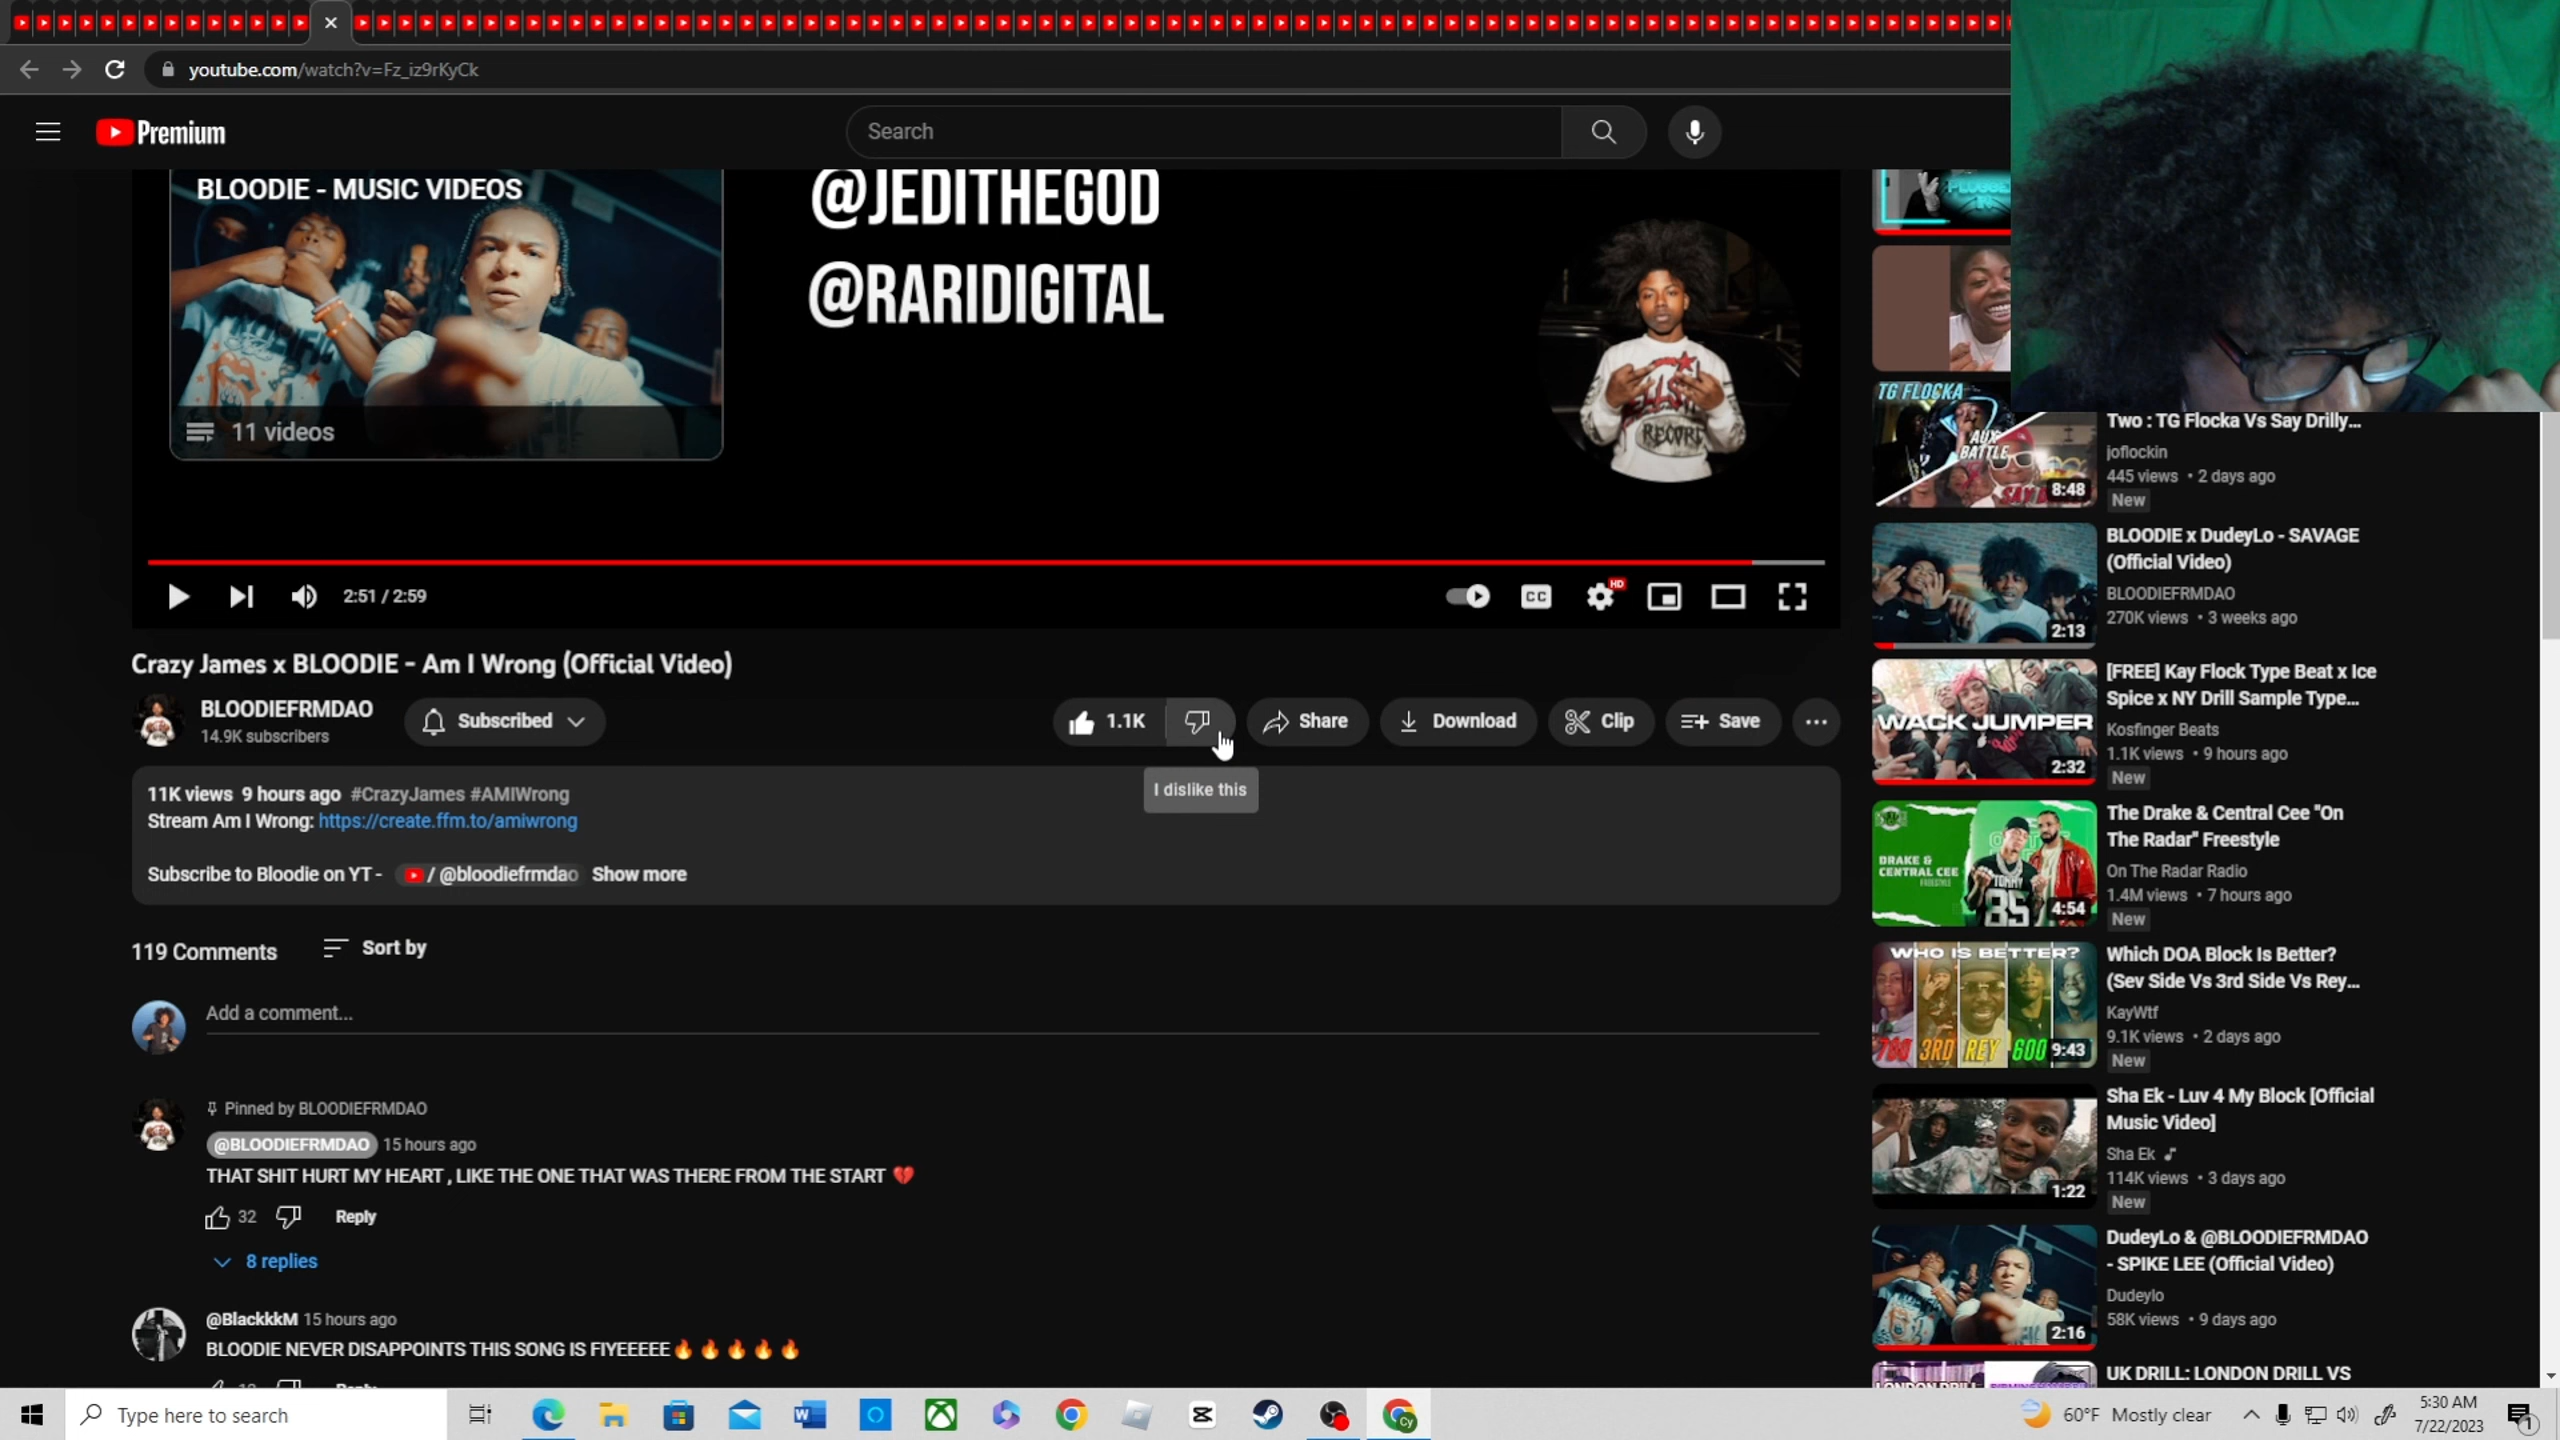 youtube.com/watch?v=Fz_iz9rKyCk
Premium
Search
BLOODIE - MUSIC VIDEOS
11 videos
@JEDITHEGOD
@RARIDIGITAL
RECORD
2:51 / 2:59
CC
HD
Crazy James x BLOODIE - Am I Wrong (Official Video)
BLOODIEFRMDAO
14.9K subscribers
Subscribed
1.1K
Share
Download
Clip
Save
I dislike this
11K views 9 hours ago #CrazyJames #AMIWrong
Stream Am I Wrong: https://create.ffm.to/amiwrong
Subscribe to Bloodie on YT - / @bloodiefrmdao Show more
119 Comments
Sort by
Add a comment...
Pinned by BLOODIEFRMDAO
@BLOODIEFRMDAO 15 hours ago
THAT SHIT HURT MY HEART , LIKE THE ONE THAT WAS THERE FROM THE START 💔
32
Reply
8 replies
@BlackkkM 15 hours ago
BLOODIE NEVER DISAPPOINTS THIS SONG IS FIYEEEEE🔥🔥🔥🔥🔥
TG FLOCKA
AUX
BATTLE
8:48
Two : TG Flocka Vs Say Drilly...
joflockin
445 views • 2 days ago
New
2:13
BLOODIE x DudeyLo - SAVAGE
(Official Video)
BLOODIEFRMDAO
270K views • 3 weeks ago
WACK JUMPER
2:32
[FREE] Kay Flock Type Beat x Ice
Spice x NY Drill Sample Type...
Kosfinger Beats
1.1K views • 9 hours ago
New
DRAKE &
CENTRAL CEE
FREESTYLE
85
4:54
The Drake & Central Cee "On
The Radar" Freestyle
On The Radar Radio
1.4M views • 7 hours ago
New
WHO IS BETTER?
700 3RD REY 600
9:43
Which DOA Block Is Better?
(Sev Side Vs 3rd Side Vs Rey...
KayWtf
9.1K views • 2 days ago
New
1:22
Sha Ek - Luv 4 My Block [Official
Music Video]
Sha Ek
114K views • 3 days ago
New
2:16
DudeyLo & @BLOODIEFRMDAO
- SPIKE LEE (Official Video)
Dudeylo
58K views • 9 days ago
UK DRILL: LONDON DRILL VS
Type here to search
Cy
60°F Mostly clear
5:30 AM
7/22/2023
1